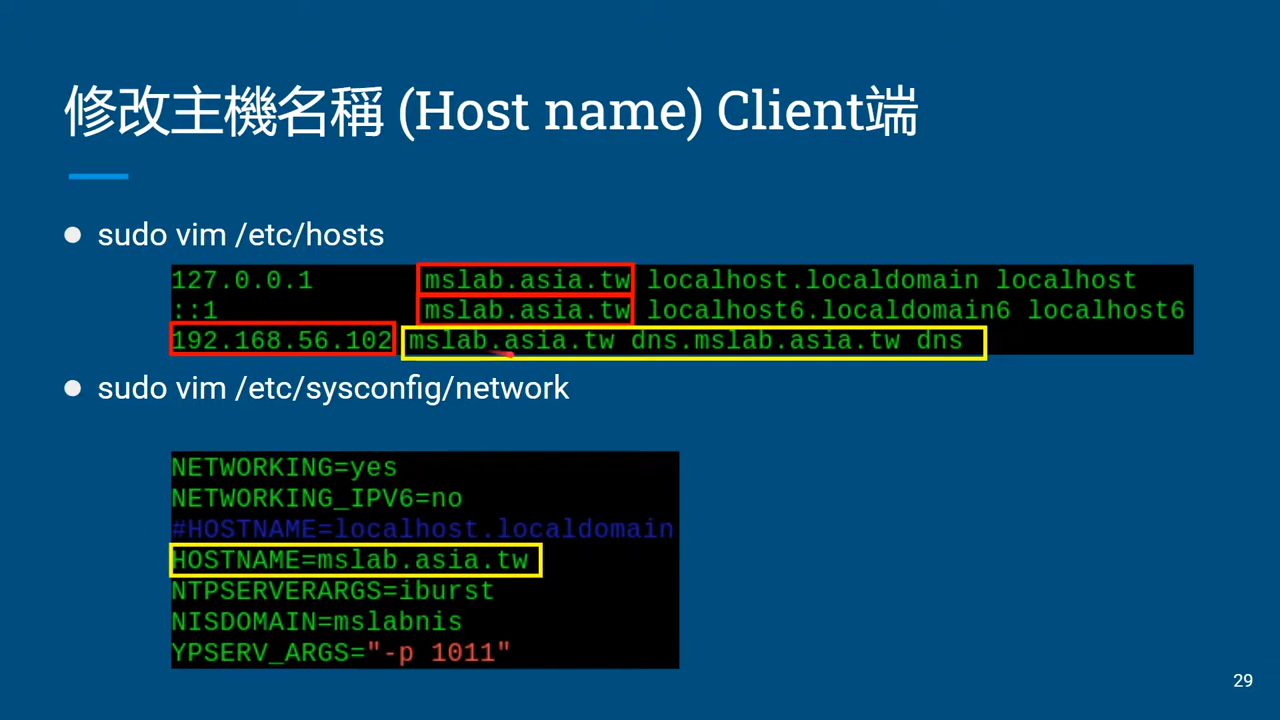 修改主機名稱 (Host name) Client端
sudo vim /etc/hosts
127.0.0.1 mslab.asia.tw localhost.localdomain localhost
::1 mslab.asia.tw localhost6.localdomain6 localhost6
192.168.56.102 mslab.asia.tw dns.mslab.asia.tw dns
sudo vim /etc/sysconfig/network
NETWORKING=yes
NETWORKING_IPV6=no
#HOSTNAME=localhost.localdomain
HOSTNAME=mslab.asia.tw
NTPSERVERARGS=iburst
NISDOMAIN=mslabnis
YPSERV_ARGS="-p 1011"
29